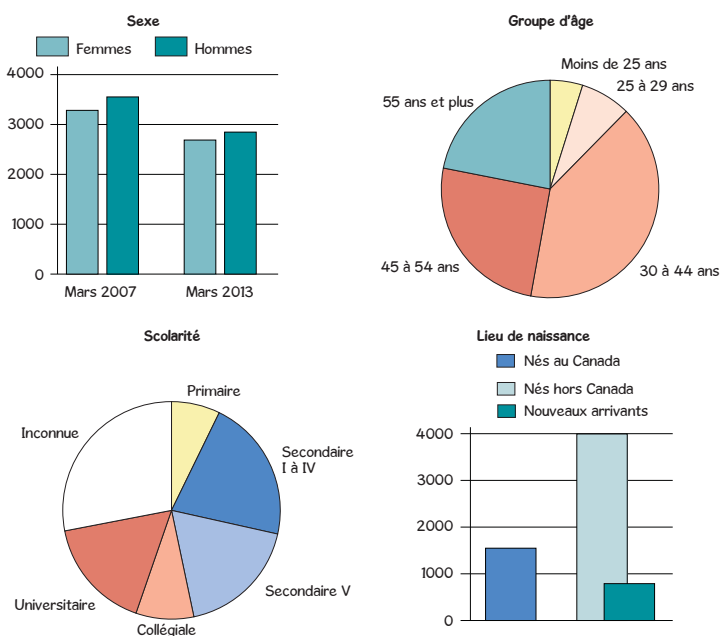 Sexe
Femmes
Hommes
4000
3000
2000
1000
0
Mars 2007
Mars 2013
Groupe d'âge
Moins de 25 ans
25 à 29 ans
55 ans et plus
45 à 54 ans
30 à 44 ans
Scolarité
Primaire
Inconnue
Secondaire
I à IV
Secondaire V
Universitaire
Collégiale
Lieu de naissance
Nés au Canada
Nés hors Canada
Nouveaux arrivants
4000
3000
2000
1000
0